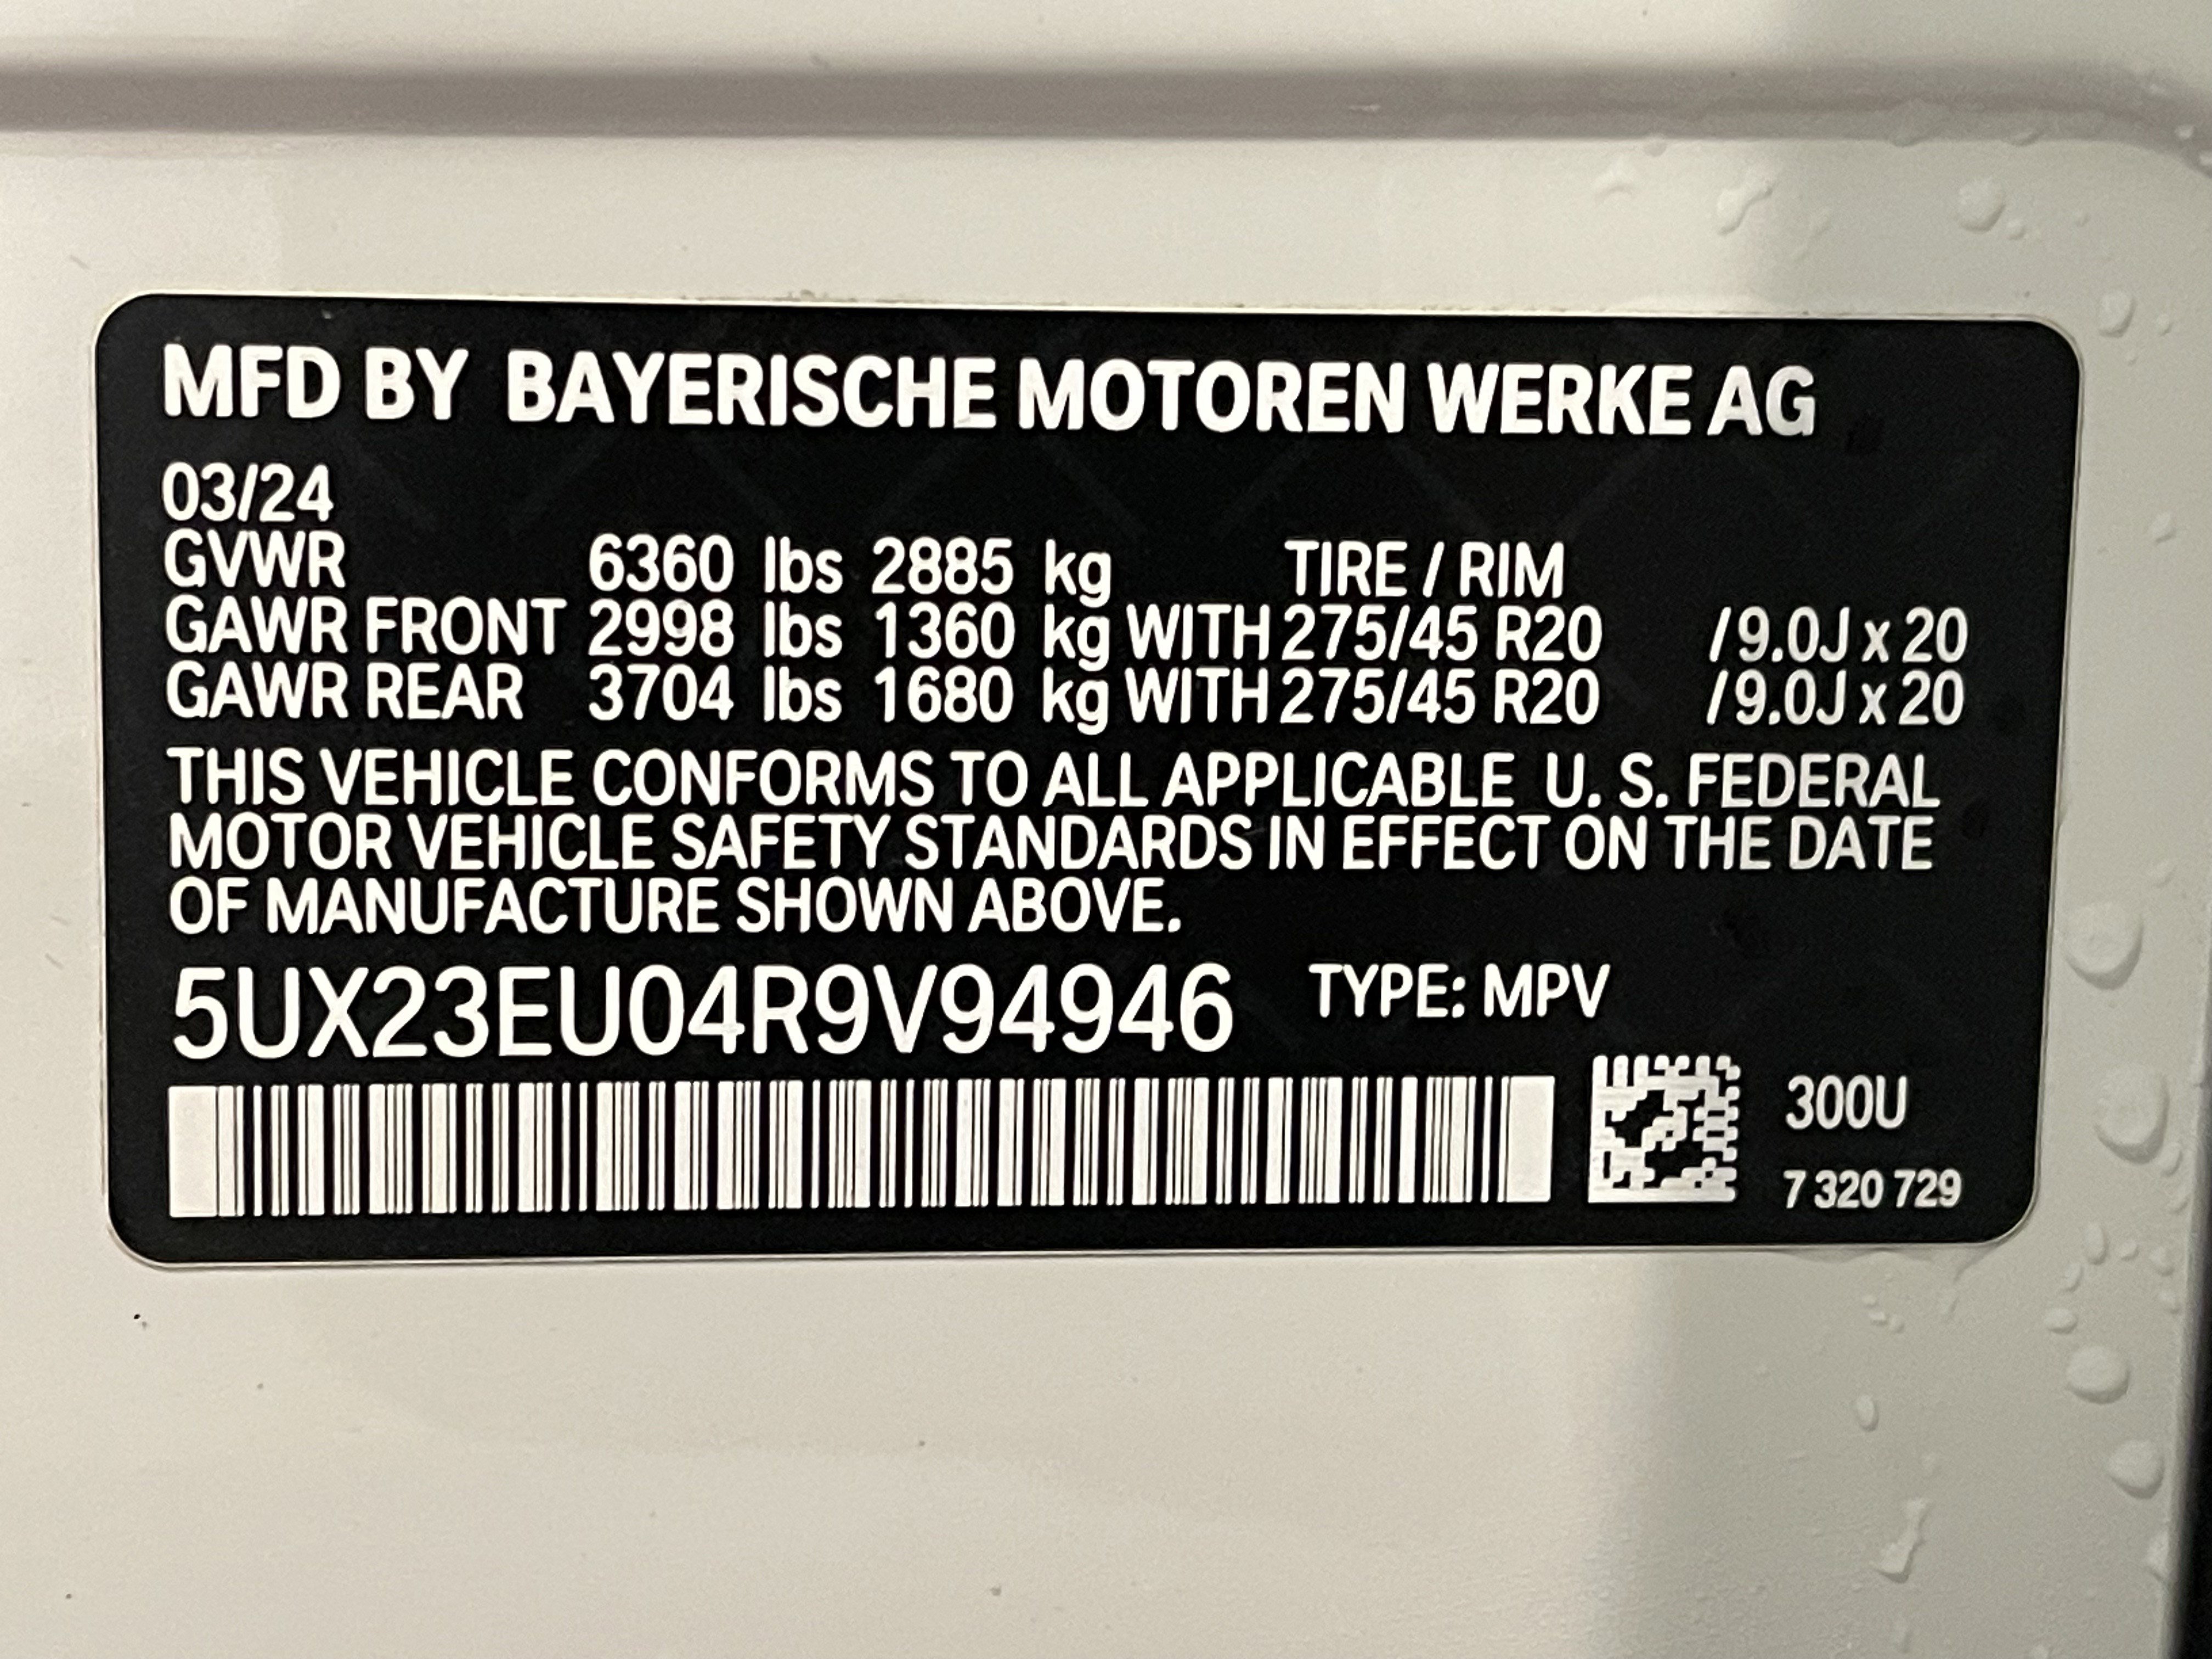 MFD BY BAYERISCHE MOTOREN WERKE AG
03/24
GVWR 6360 lbs 2885 kg TIRE / RIM
GAWR FRONT 2998 lbs 1360 kg WITH 275/45 R20 / 9.0J x 20
GAWR REAR 3704 lbs 1680 kg WITH 275/45 R20 / 9.0J x 20
THIS VEHICLE CONFORMS TO ALL APPLICABLE U. S. FEDERAL
MOTOR VEHICLE SAFETY STANDARDS IN EFFECT ON THE DATE
OF MANUFACTURE SHOWN ABOVE.
5UX23EU04R9V94946 TYPE: MPV
300U
7 320 729